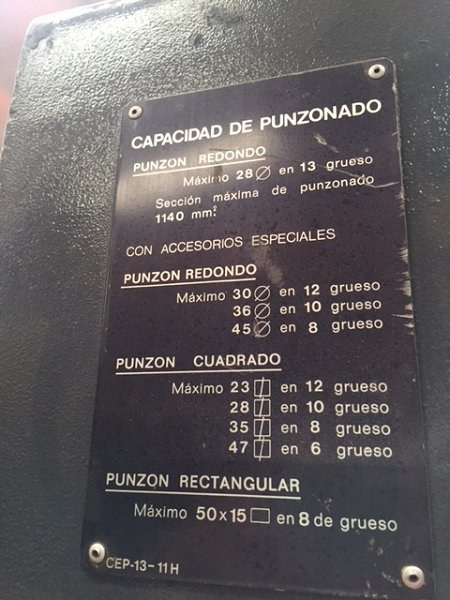 CAPACIDAD DE PUNZONADO
PUNZON REDONDO
Máximo 28 ⌀ en 13 grueso
Sección máxima de punzonado
1140 mm².
CON ACCESORIOS ESPECIALES
PUNZON REDONDO
Máximo 30 ⌀ en 12 grueso
36 ⌀ en 10 grueso
45 ⌀ en 8 grueso
PUNZON CUADRADO
Máximo 23 ⍁ en 12 grueso
28 ⍁ en 10 grueso
35 ⍁ en 8 grueso
47 ⍁ en 6 grueso
PUNZON RECTANGULAR
Máximo 50x15 ▭ en 8 de grueso
CEP-13-11H